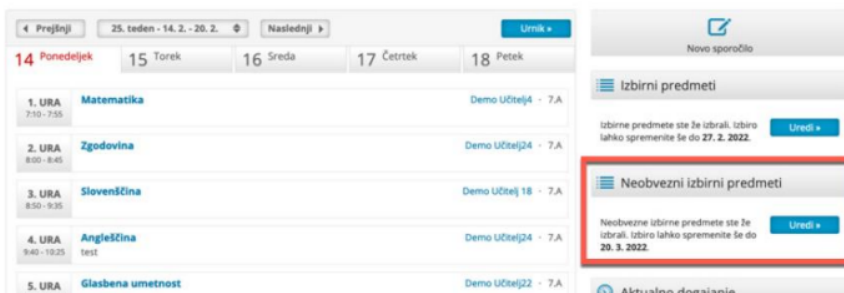 Prejšnji
25. teden - 14. 2. - 20. 2.
Naslednji
Urnik »
14 Ponedeljek
15 Torek
16 Sreda
17 Četrtek
18 Petek
1. URA
7:10 - 7:55
Matematika
Demo Učitelj4 · 7.A
2. URA
8:00 - 8:45
Zgodovina
Demo Učitelj24 · 7.A
3. URA
8:50 - 9:35
Slovenščina
Demo Učitelj 18 · 7.A
4. URA
9:40 - 10:25
Angleščina
test
Demo Učitelj24 · 7.A
5. URA
Glasbena umetnost
Demo Učitelj22 · 7.A
Novo sporočilo
Izbirni predmeti
Izbirne predmete ste že izbrali. Izbiro
lahko spremenite še do 27. 2. 2022.
Uredi »
Neobvezni izbirni predmeti
Neobvezne izbirne predmete ste že
izbrali. Izbiro lahko spremenite še do
20. 3. 2022.
Uredi »
Aktualno dogajanje